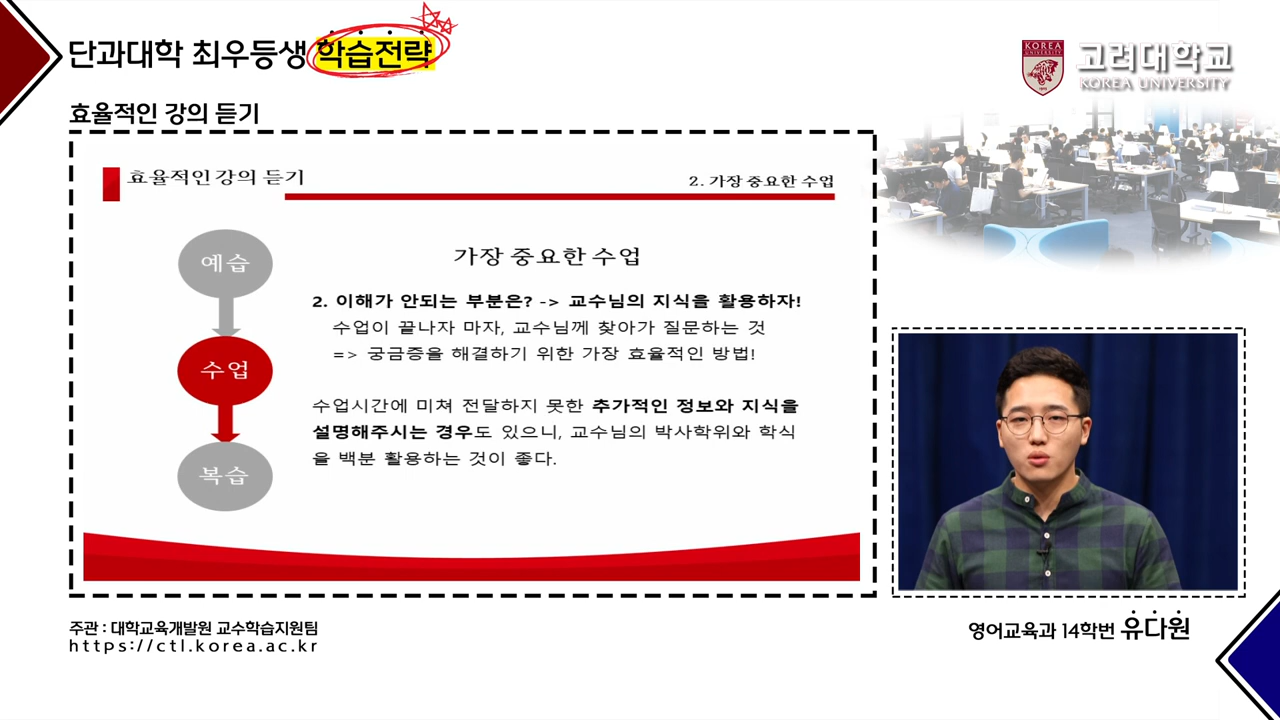 단과대학 최우등생 학습전략
KOREA
UNIVERSITY
1905
고려대학교
KOREA UNIVERSITY
효율적인 강의 듣기
효율적인 강의 듣기
2. 가장 중요한 수업
예습
수업
복습
가장 중요한 수업
2. 이해가 안되는 부분은? -> 교수님의 지식을 활용하자!
수업이 끝나자 마자, 교수님께 찾아가 질문하는 것
=> 궁금증을 해결하기 위한 가장 효율적인 방법!
수업시간에 미쳐 전달하지 못한 추가적인 정보와 지식을
설명해주시는 경우도 있으니, 교수님의 박사학위와 학식
을 백분 활용하는 것이 좋다.
주관 : 대학교육개발원 교수학습지원팀
https://ctl.korea.ac.kr
영어교육과 14학번 유다원